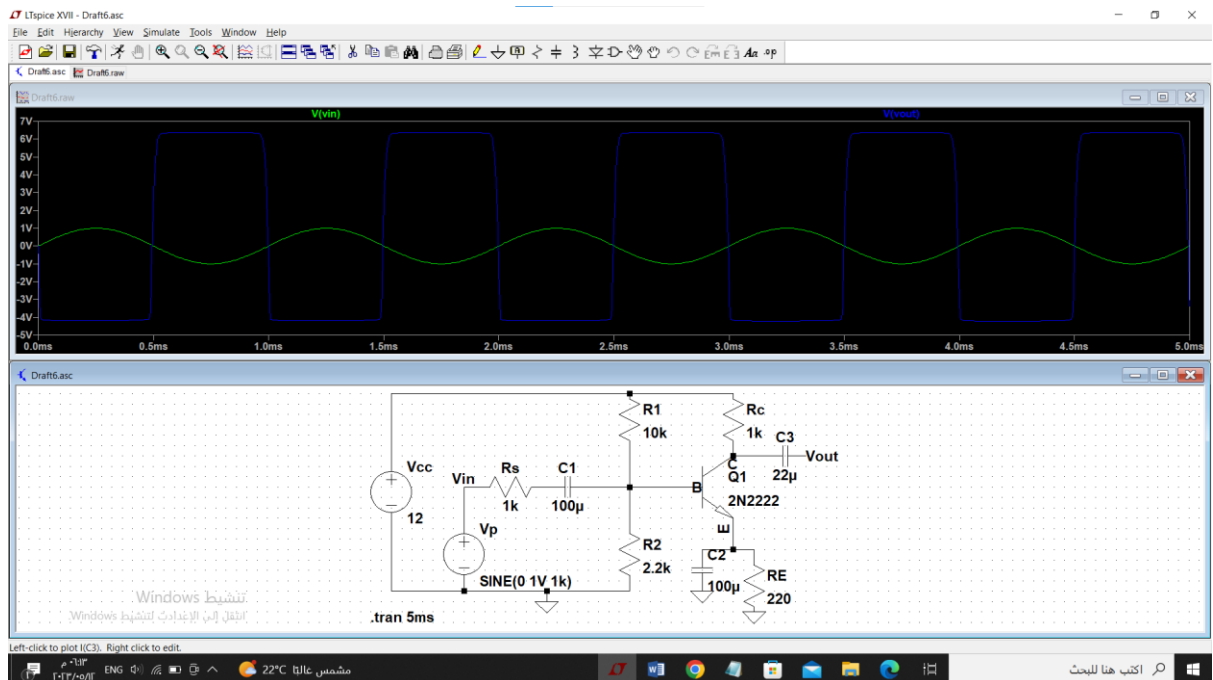 LTspice XVII - Draft6.asc
File Edit Hierarchy View Simulate Tools Window Help
Aa .op
Draft6.asc Draft6.raw
Draft6.raw
V(vin) V(vout)
7V
6V
5V
4V
3V
2V
1V
0V
-1V
-2V
-3V
-4V
-5V
0.0ms 0.5ms 1.0ms 1.5ms 2.0ms 2.5ms 3.0ms 3.5ms 4.0ms 4.5ms 5.0ms
Draft6.asc
R1
10k
Rc
1k
C3
22µ
Vout
C
Q1
B
2N2222
E
Vcc
12
Vin
Rs
1k
C1
100µ
Vp
SINE(0 1V 1k)
R2
2.2k
C2
100µ
RE
220
.tran 5ms
تنشيط Windows
انتقل إلى الإعدادات لتنشيط Windows
Left-click to plot I(C3). Right click to edit.
ENG
22°C مشمس غالبًا
اكتب هنا للبحث